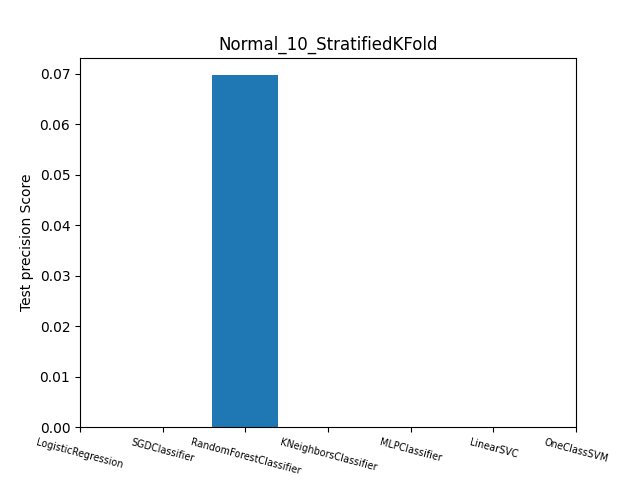 Normal_10_StratifiedKFold
Test precision Score
0.07
0.06
0.05
0.04
0.03
0.02
0.01
0.00
LogisticRegression
SGDClassifier
RandomForestClassifier
KNeighborsClassifier
MLPClassifier
LinearSVC
OneClassSVM